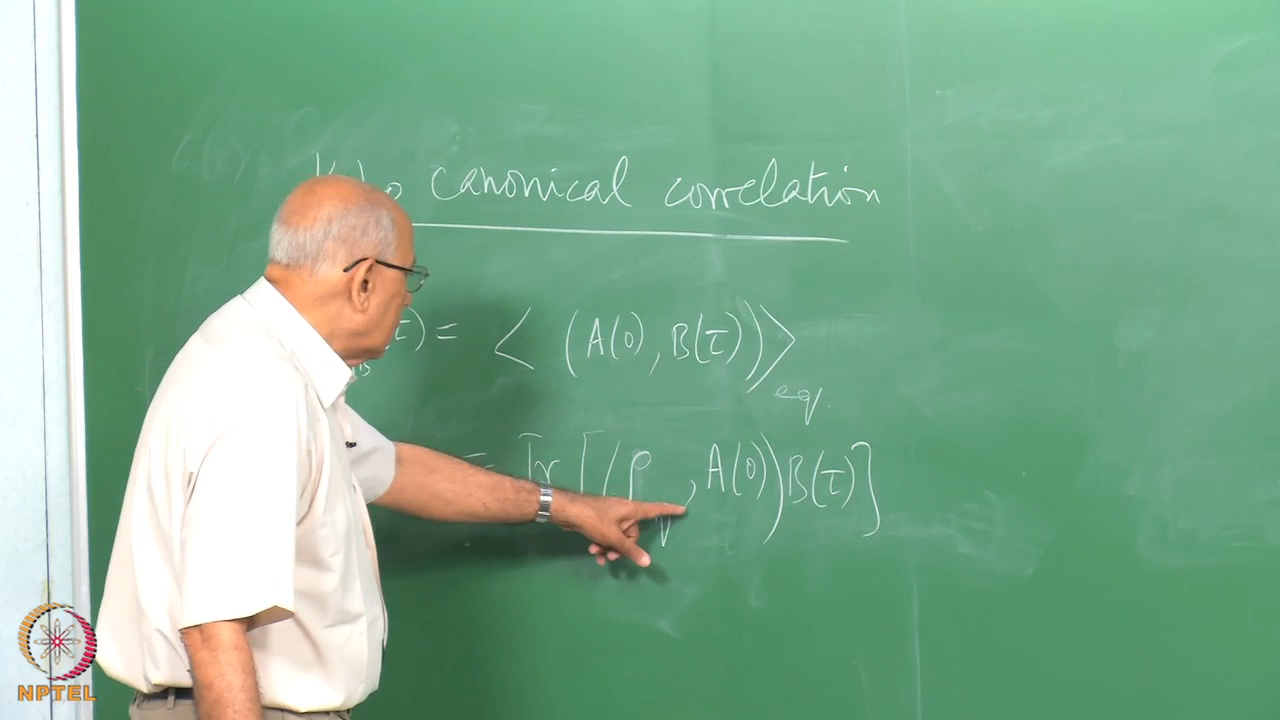 canonical correlation
(τ) = ⟨ (A(0), B(τ)) ⟩eq
= Tr [(ρ , A(0)) B(τ)]
NPTEL